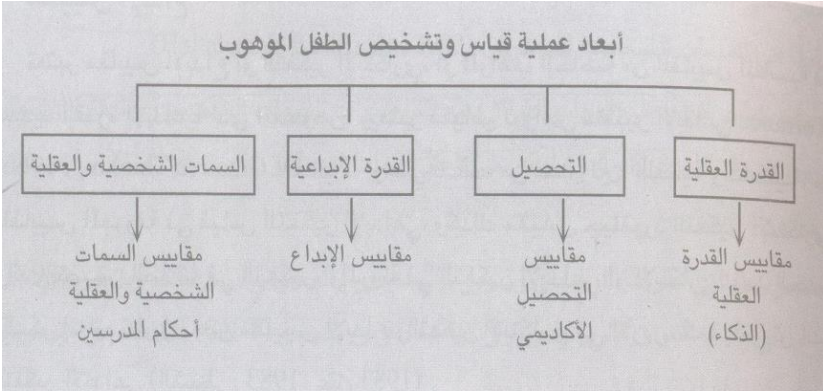 أبعاد عملية قياس وتشخيص الطفل الموهوب
القدرة العقلية
التحصيل
القدرة الإبداعية
السمات الشخصية والعقلية
مقاييس القدرة
العقلية
(الذكاء)
مقاييس
التحصيل
الأكاديمي
مقاييس الإبداع
مقاييس السمات
الشخصية والعقلية
أحكام المدرسين